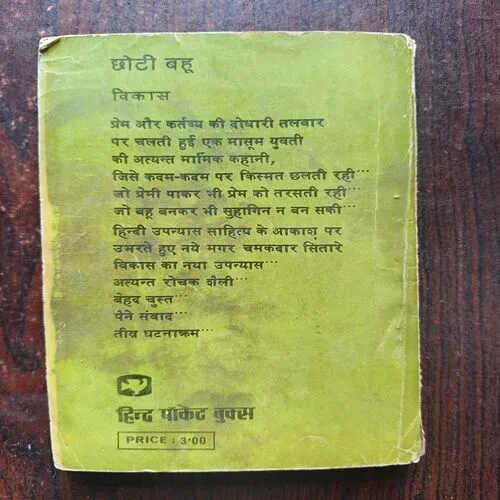 छोटी बहू
विकास
प्रेम और कर्तव्य की दोधारी तलवार
पर चलती हुई एक मासूम युवती
की अत्यन्त मार्मिक कहानी,
जिसे कदम-कदम पर किस्मत छलती रही...
जो प्रेमी पाकर भी प्रेम को तरसती रही...
जो बहू बनकर भी सुहागिन न बन सकी...
हिन्दी उपन्यास साहित्य के आकाश पर
उभरते हुए नये मगर चमकदार सितारे
विकास का नया उपन्यास...
अत्यन्त रोचक शैली...
बेहद चुस्त...
पैने संवाद...
तीव्र घटनाक्रम...
हिन्द पाकेट बुक्स
PRICE : 3·00